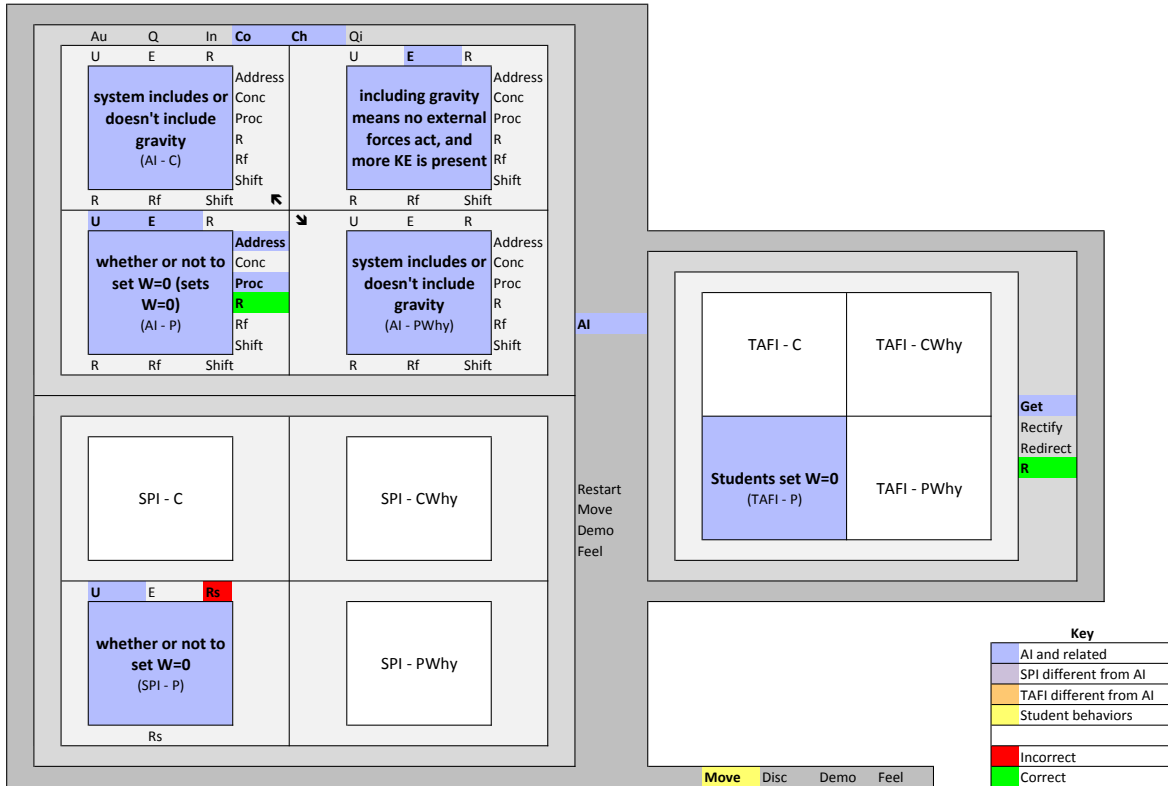 Au Q In Co Ch Qi
U E R U E R
system includes or
doesn't include
gravity
(AI - C)
Address
Conc
Proc
R
Rf
Shift
including gravity
means no external
forces act, and
more KE is present
Address
Conc
Proc
R
Rf
Shift
R Rf Shift R Rf Shift
U E R U E R
whether or not to
set W=0 (sets
W=0)
(AI - P)
Address
Conc
Proc
R
Rf
Shift
system includes or
doesn't include
gravity
(AI - PWhy)
Address
Conc
Proc
R
Rf
Shift
R Rf Shift R Rf Shift
AI
SPI - C
SPI - CWhy
Restart
Move
Demo
Feel
U E Rs
whether or not to
set W=0
(SPI - P)
SPI - PWhy
Rs
TAFI - C
TAFI - CWhy
Students set W=0
(TAFI - P)
TAFI - PWhy
Get
Rectify
Redirect
R
Move Disc Demo Feel
Key
AI and related
SPI different from AI
TAFI different from AI
Student behaviors
Incorrect
Correct